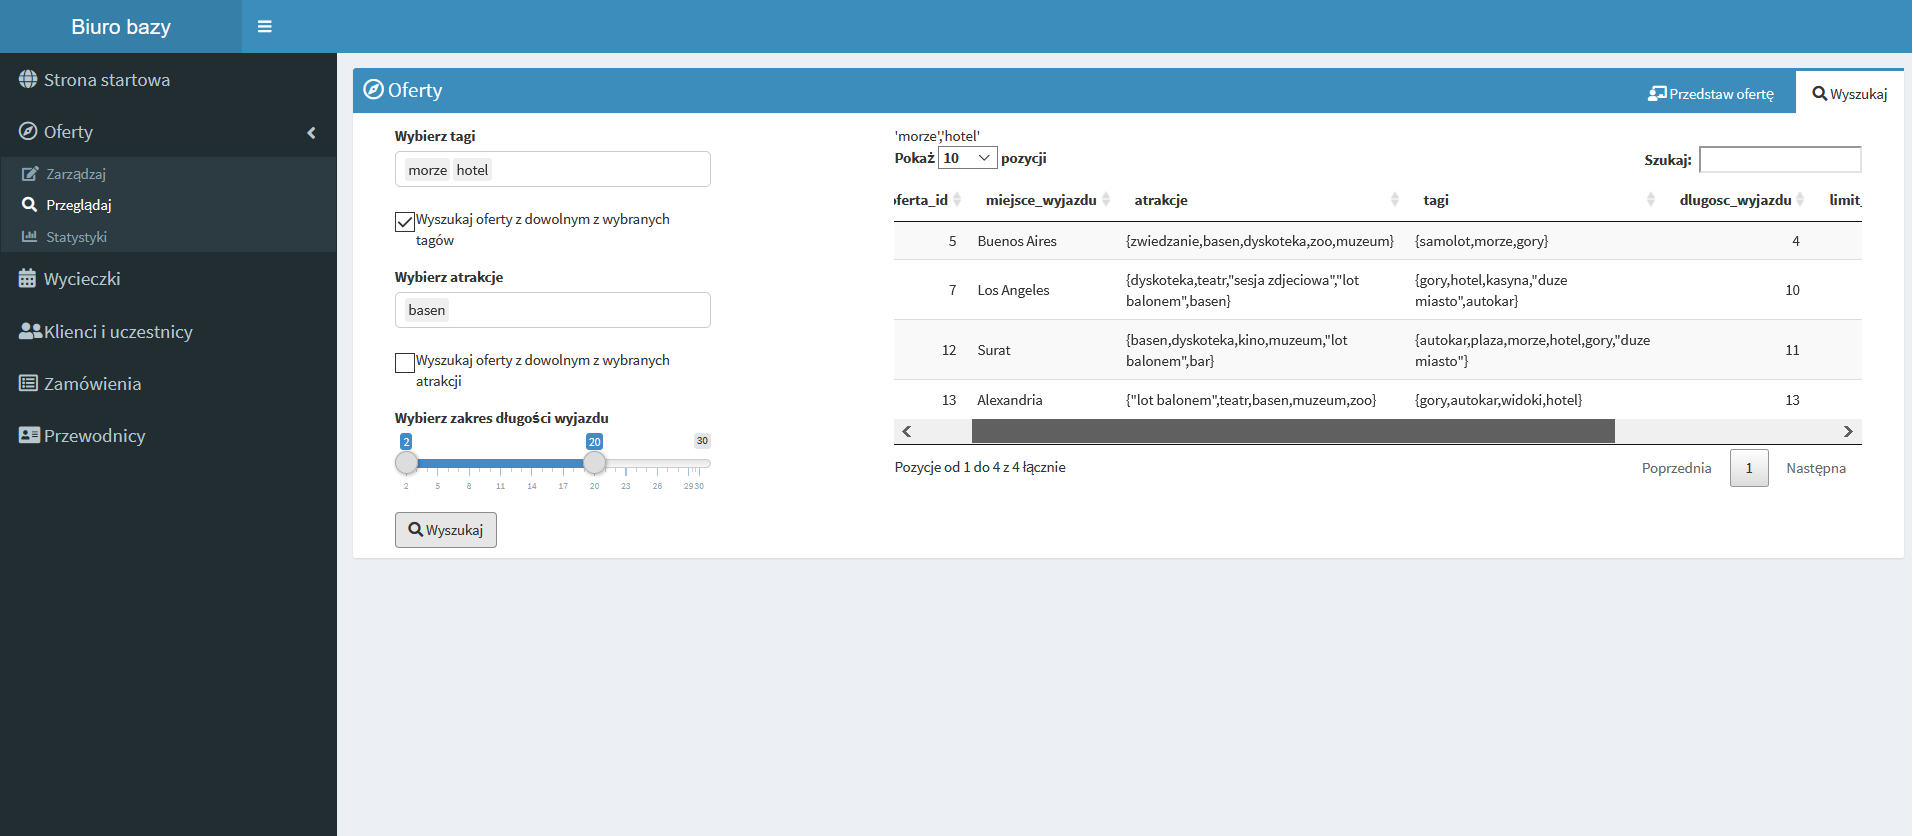 Biuro bazy
Strona startowa
Oferty
Zarządzaj
Przeglądaj
Statystyki
Wycieczki
Klienci i uczestnicy
Zamówienia
Przewodnicy
Oferty
Przedstaw ofertę
Wyszukaj
Wybierz tagi
morze hotel
Wyszukaj oferty z dowolnym z wybranych
tagów
Wybierz atrakcje
basen
Wyszukaj oferty z dowolnym z wybranych
atrakcji
Wybierz zakres długości wyjazdu
2 20 30
2 5 8 11 14 17 20 23 26 29 30
Wyszukaj
'morze','hotel'
Pokaż 10 pozycji
Szukaj:
oferta_id miejsce_wyjazdu atrakcje tagi dlugosc_wyjazdu limit_
5 Buenos Aires {zwiedzanie,basen,dyskoteka,zoo,muzeum} {samolot,morze,gory} 4
7 Los Angeles {dyskoteka,teatr,"sesja zdjeciowa","lot
balonem",basen} {gory,hotel,kasyna,"duze
miasto",autokar} 10
12 Surat {basen,dyskoteka,kino,muzeum,"lot
balonem",bar} {autokar,plaza,morze,hotel,gory,"duze
miasto"} 11
13 Alexandria {"lot balonem",teatr,basen,muzeum,zoo} {gory,autokar,widoki,hotel} 13
Pozycje od 1 do 4 z 4 łącznie
Poprzednia 1 Następna